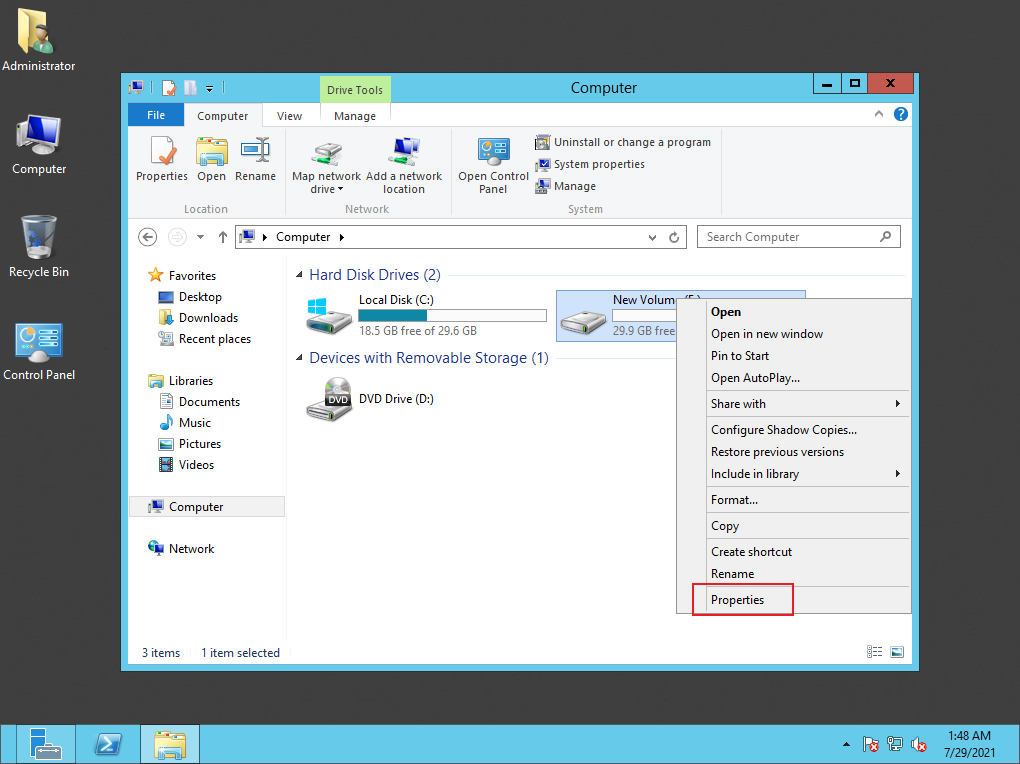 Administrator
Computer
Recycle Bin
Control Panel
Drive Tools
Computer
File
Computer
View
Manage
Properties
Open
Rename
Map network
drive
Add a network
location
Open Control
Panel
Uninstall or change a program
System properties
Manage
Location
Network
System
Computer
Search Computer
Favorites
Desktop
Downloads
Recent places
Libraries
Documents
Music
Pictures
Videos
Computer
Network
Hard Disk Drives (2)
Local Disk (C:)
18.5 GB free of 29.6 GB
New Volum
29.9 GB free
Devices with Removable Storage (1)
DVD
DVD Drive (D:)
Open
Open in new window
Pin to Start
Open AutoPlay...
Share with
Configure Shadow Copies...
Restore previous versions
Include in library
Format...
Copy
Create shortcut
Rename
Properties
3 items
1 item selected
1:48 AM
7/29/2021